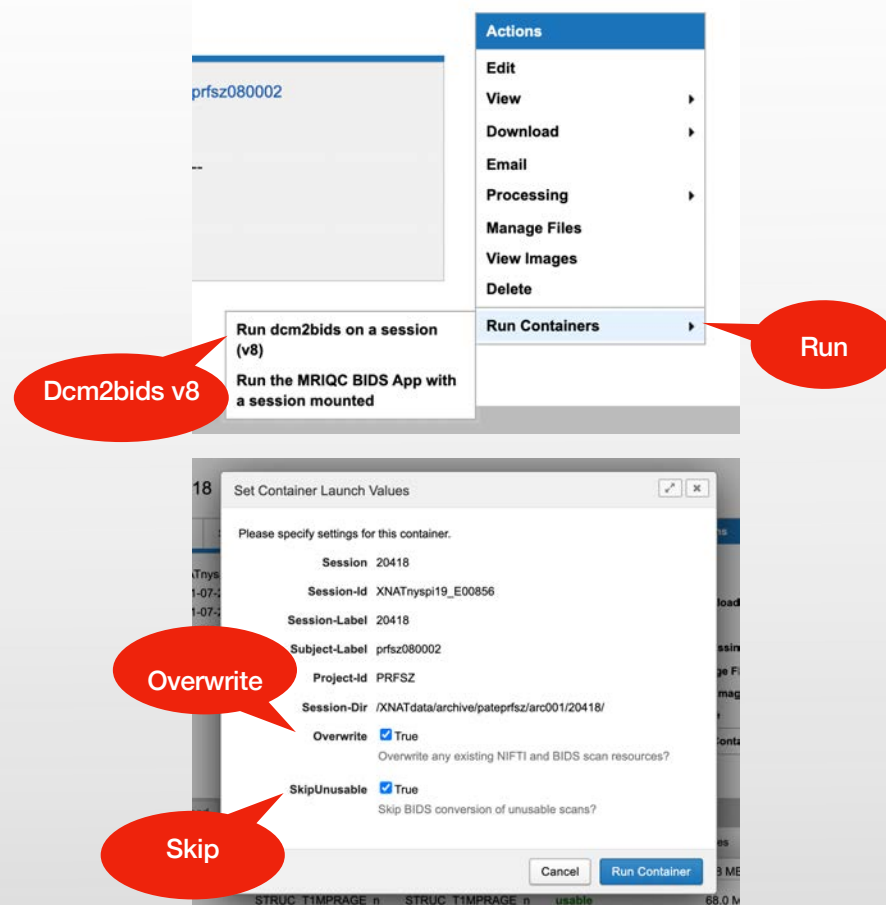 Actions
Edit
prfsz080002
View
Download
--
Email
Processing
Manage Files
View Images
Delete
Run Containers
Run
Run dcm2bids on a session
(v8)
Dcm2bids v8
Run the MRIQC BIDS App with
a session mounted
18
Set Container Launch Values
Please specify settings for this container.
Session 20418
Session-Id XNATnyspi19_E00856
Session-Label 20418
Subject-Label prfsz080002
Overwrite
Project-Id PRFSZ
Session-Dir /XNATdata/archive/pateprfsz/arc001/20418/
Overwrite True
Overwrite any existing NIFTI and BIDS scan resources?
SkipUnusable True
Skip BIDS conversion of unusable scans?
Skip
Cancel Run Container
STRUC_T1MPRAGE_n STRUC_T1MPRAGE_n usable 68.0 M